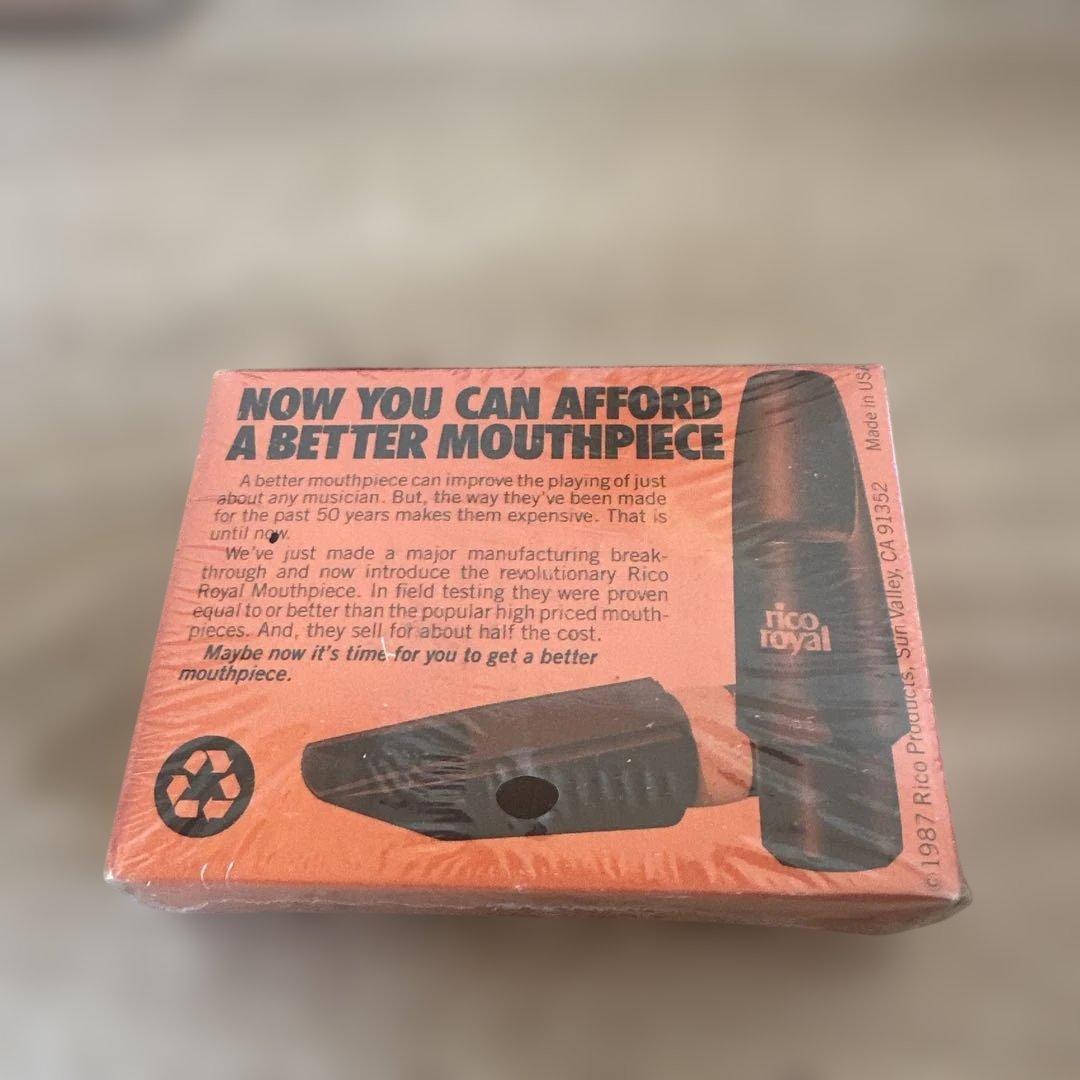 NOW YOU CAN AFFORD
A BETTER MOUTHPIECE
A better mouthpiece can improve the playing of just
about any musician. But, the way they've been made
for the past 50 years makes them expensive. That is
until now.
We've just made a major manufacturing break-
through and now introduce the revolutionary Rico
Royal Mouthpiece. In field testing they were proven
equal to or better than the popular high priced mouth-
pieces. And, they sell for about half the cost.
Maybe now it's time for you to get a better
mouthpiece.
rico
royal
©1987 Rico Products, Sun Valley, CA 91352 Made in USA